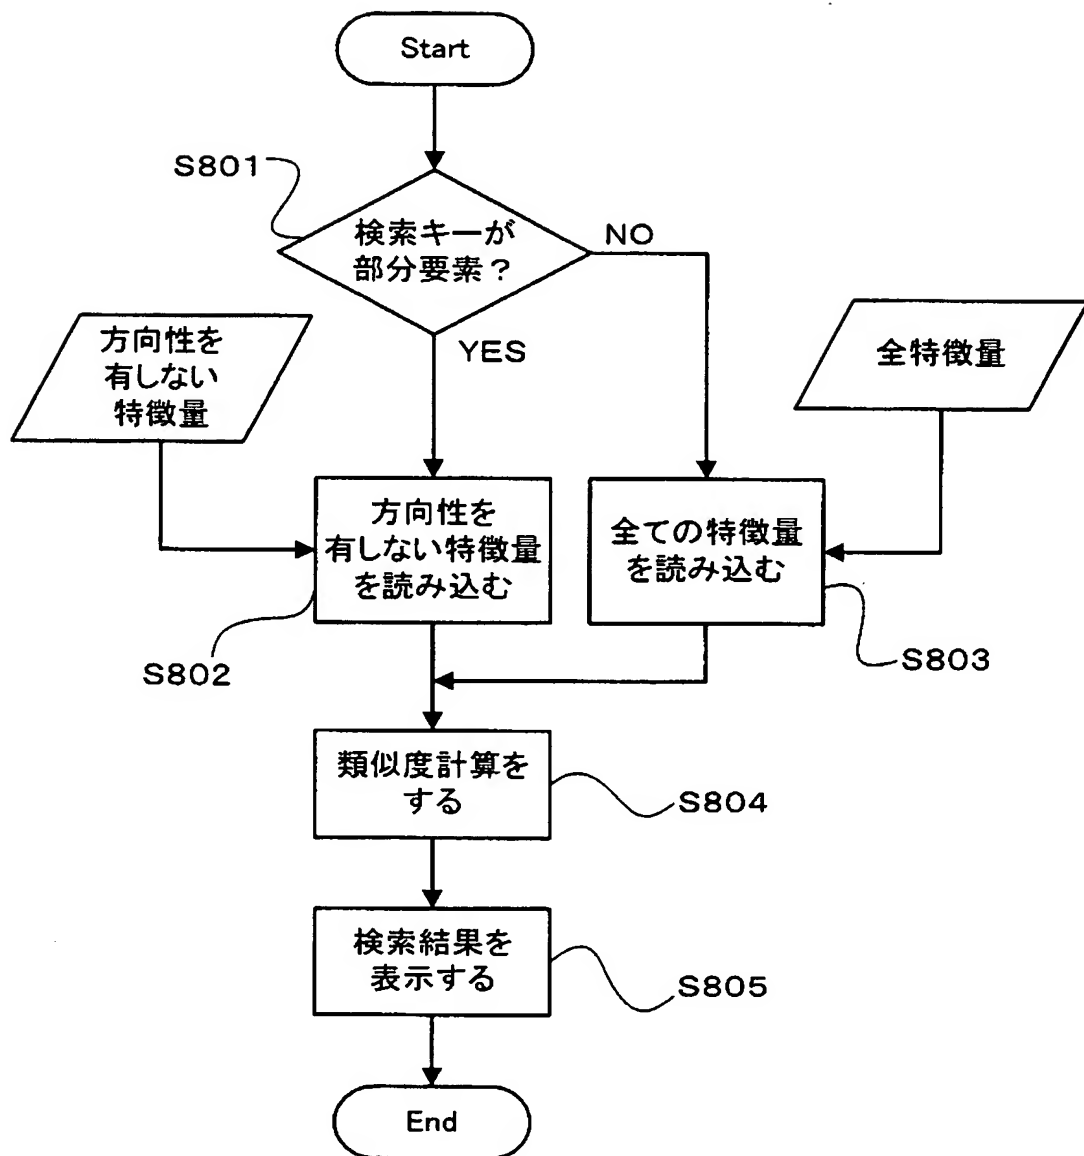 Start
S801
検索キーが
部分要素？
NO
YES
方向性を
有しない
特徴量
全特徴量
方向性を
有しない特徴量
を読み込む
全ての特徴量
を読み込む
S802
S803
類似度計算を
する
S804
検索結果を
表示する
S805
End